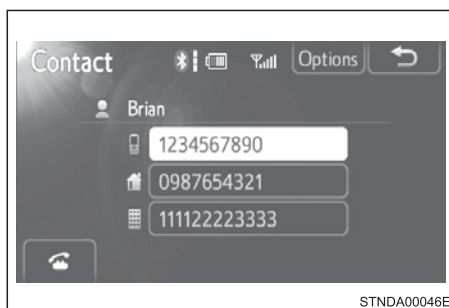 Contact Options
Brian
1234567890
0987654321
111122223333
STNDA00046E